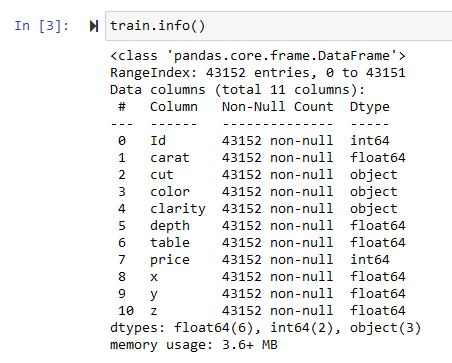 In [3]: train.info()
<class 'pandas.core.frame.DataFrame'>
RangeIndex: 43152 entries, 0 to 43151
Data columns (total 11 columns):
 #   Column   Non-Null Count  Dtype
---  ------   --------------  -----
 0   Id       43152 non-null  int64
 1   carat    43152 non-null  float64
 2   cut      43152 non-null  object
 3   color    43152 non-null  object
 4   clarity  43152 non-null  object
 5   depth    43152 non-null  float64
 6   table    43152 non-null  float64
 7   price    43152 non-null  int64
 8   x        43152 non-null  float64
 9   y        43152 non-null  float64
 10  z        43152 non-null  float64
dtypes: float64(6), int64(2), object(3)
memory usage: 3.6+ MB